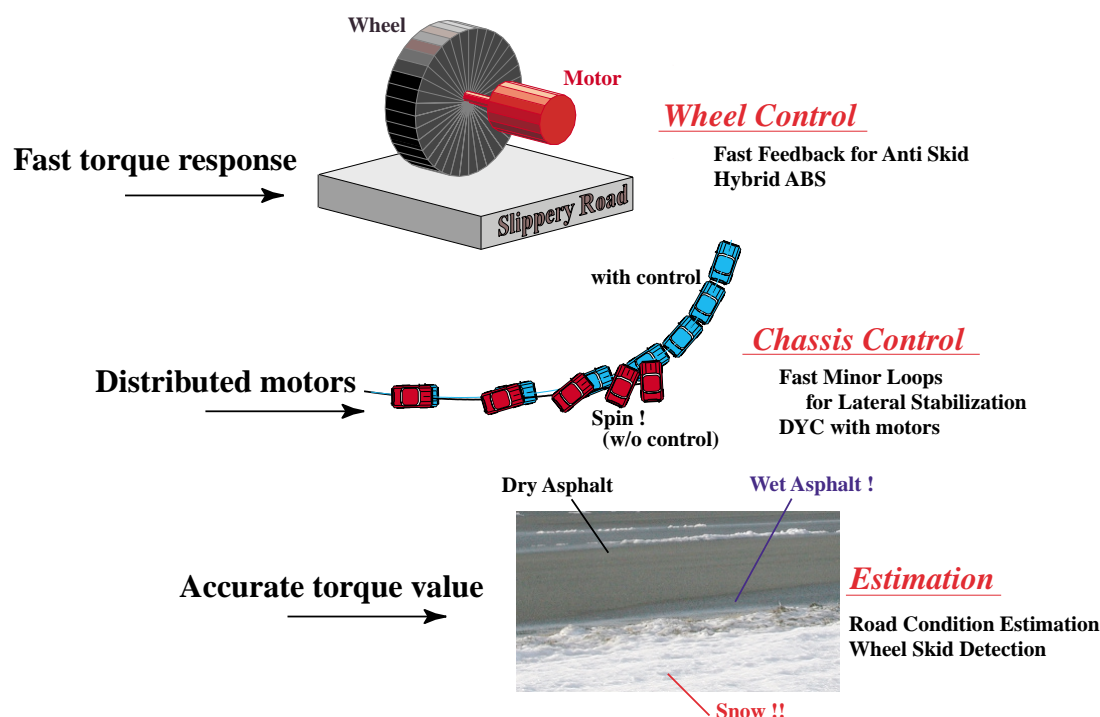 Wheel
Motor
Wheel Control
Fast torque response
Fast Feedback for Anti Skid
Hybrid ABS
Slippery Road
with control
Chassis Control
Distributed motors
Fast Minor Loops
for Lateral Stabilization
DYC with motors
Spin !
(w/o control)
Dry Asphalt
Wet Asphalt !
Accurate torque value
Estimation
Road Condition Estimation
Wheel Skid Detection
Snow !!